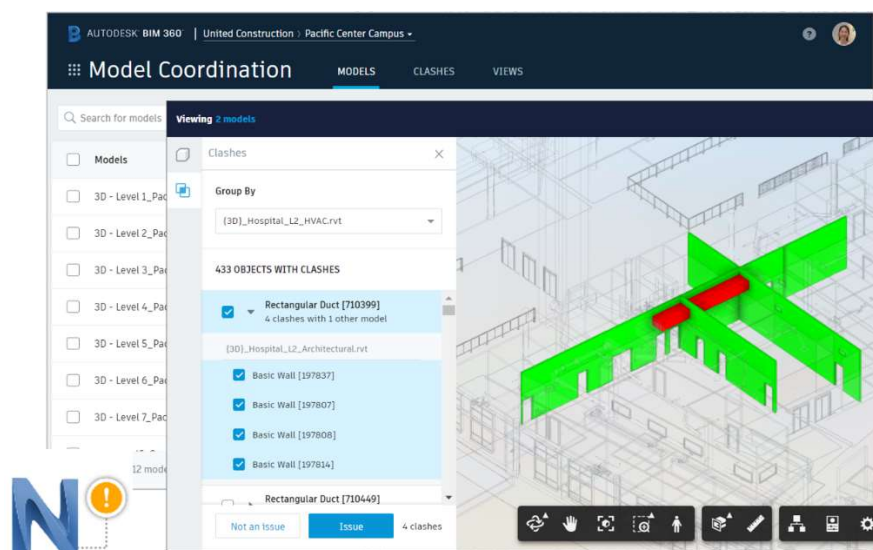 AUTODESK® BIM 360® | United Construction > Pacific Center Campus
Model Coordination MODELS CLASHES VIEWS
Search for models
Viewing 2 models
Models
3D - Level 1_Pac
3D - Level 2_Pac
3D - Level 3_Pac
3D - Level 4_Pac
3D - Level 5_Pac
3D - Level 6_Pac
3D - Level 7_Pac
12 mode
Clashes
Group By
{3D}_Hospital_L2_HVAC.rvt
433 OBJECTS WITH CLASHES
Rectangular Duct [710399]
4 clashes with 1 other model
{3D}_Hospital_L2_Architectural.rvt
Basic Wall [197837]
Basic Wall [197807]
Basic Wall [197808]
Basic Wall [197814]
Rectangular Duct [710449]
Not an issue Issue 4 clashes